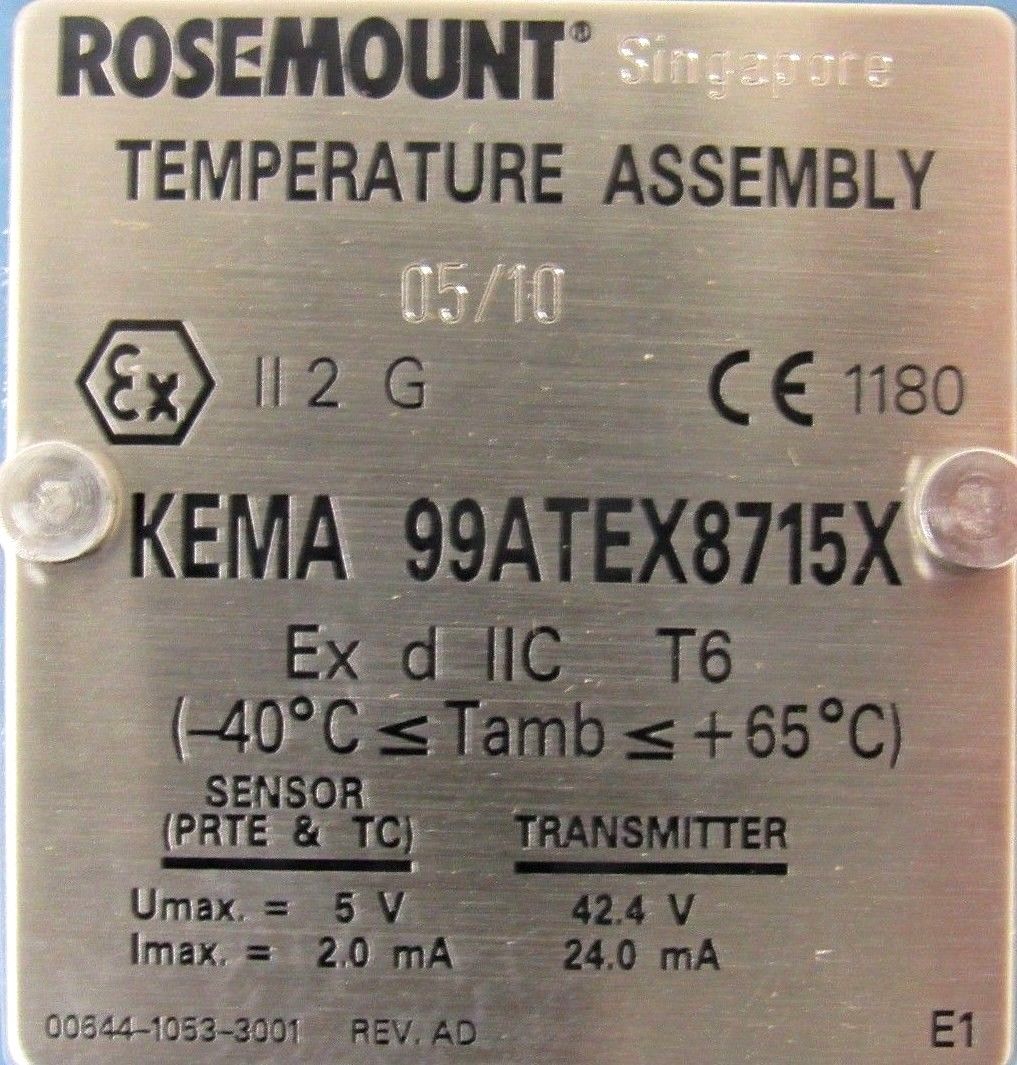 ROSEMOUNT® Singapore
TEMPERATURE ASSEMBLY
05/10
Ex II 2 G CE 1180
KEMA 99ATEX8715X
Ex d IIC T6
(–40°C ≤ Tamb ≤ +65°C)
SENSOR
(PRTE & TC) TRANSMITTER
Umax. = 5 V 42.4 V
Imax. = 2.0 mA 24.0 mA
00644-1053-3001 REV. AD E1